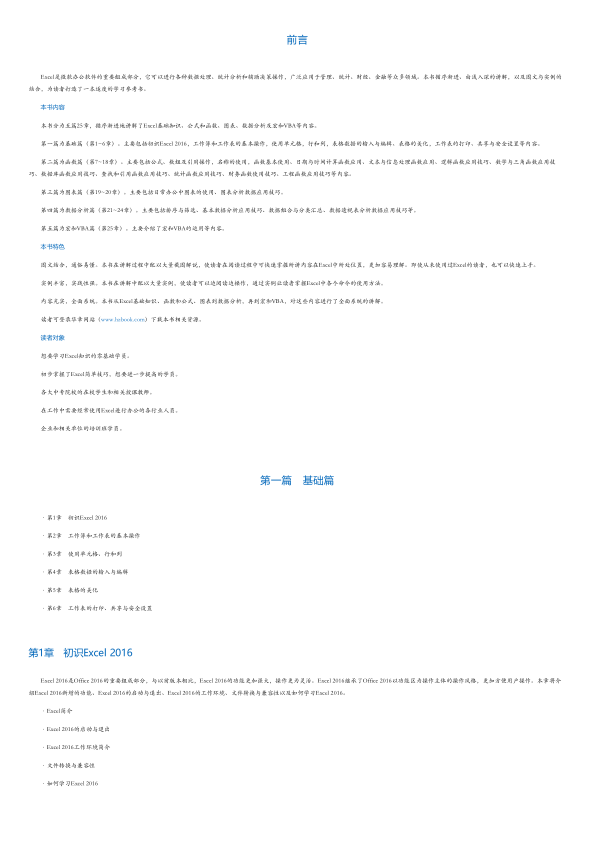 前言
Excel是微软办公软件的重要组成部分，它可以进行各种数据处理、统计分析和辅助决策操作，广泛应用于管理、统计、财经、金融等众多领域。本书循序渐进、由浅入深的讲解，以及图文与实例的
结合，为读者打造了一本适度的学习参考书。
本书内容
本书分为五篇25章，循序渐进地讲解了Excel基础知识、公式和函数、图表、数据分析及宏和VBA等内容。
第一篇为基础篇（第1~6章）。主要包括初识Excel 2016，工作簿和工作表的基本操作，使用单元格、行和列，表格数据的输入与编辑，表格的美化，工作表的打印、共享与安全设置等内容。
第二篇为函数篇（第7~18章）。主要包括公式、数组及引用操作，名称的使用，函数基本使用，日期与时间计算函数应用，文本与信息处理函数应用，逻辑函数应用技巧，数学与三角函数应用技
巧，数据库函数应用技巧，查找和引用函数应用技巧，统计函数应用技巧，财务函数使用技巧，工程函数应用技巧等内容。
第三篇为图表篇（第19~20章）。主要包括日常办公中图表的使用，图表分析数据应用技巧。
第四篇为数据分析篇（第21~24章）。主要包括排序与筛选，基本数据分析应用技巧，数据组合与分类汇总，数据透视表分析数据应用技巧等。
第五篇为宏和VBA篇（第25章）。主要介绍了宏和VBA的运用等内容。
本书特色
图文结合，通俗易懂。本书在讲解过程中配以大量截图解说，使读者在阅读过程中可快速掌握所讲内容在Excel中所处位置，更加容易理解。即使从未使用过Excel的读者，也可以快速上手。
实例丰富，实践性强。本书在讲解中配以大量实例，使读者可以边阅读边操作，通过实例让读者掌握Excel中各个命令的使用方法。
内容充实，全面系统。本书从Excel基础知识、函数和公式、图表到数据分析，再到宏和VBA，对这些内容进行了全面系统的讲解。
读者可登录华章网站（www.hzbook.com）下载本书相关资源。
读者对象
想要学习Excel知识的零基础学员。
初步掌握了Excel简单技巧，想要进一步提高的学员。
各大中专院校的在校学生和相关授课教师。
在工作中需要经常使用Excel进行办公的各行业人员。
企业和相关单位的培训班学员。
第一篇　基础篇
· 第1章　初识Excel 2016
· 第2章　工作簿和工作表的基本操作
· 第3章　使用单元格、行和列
· 第4章　表格数据的输入与编辑
· 第5章　表格的美化
· 第6章　工作表的打印、共享与安全设置
第1章　初识Excel 2016
Excel 2016是Office 2016的重要组成部分，与以前版本相比，Excel 2016的功能更加强大，操作更为灵活。Excel 2016继承了Office 2016以功能区为操作主体的操作风格，更加方便用户操作。本章将介
绍Excel 2016新增的功能、Excel 2016的启动与退出、Excel 2016的工作环境、文件转换与兼容性以及如何学习Excel 2016。
· Excel简介
· Excel 2016的启动与退出
· Excel 2016工作环境简介
· 文件转换与兼容性
· 如何学习Excel 2016